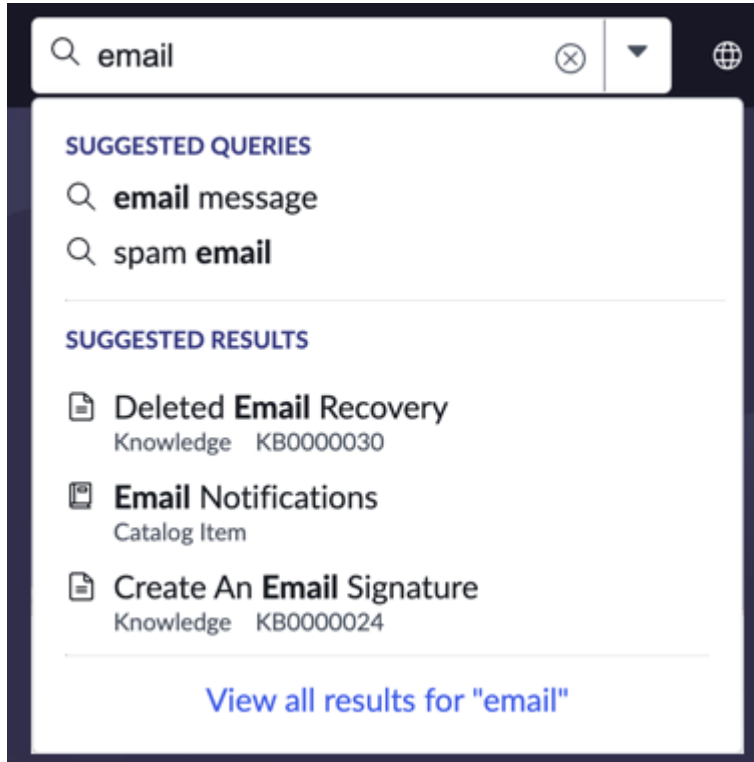 email
SUGGESTED QUERIES
email message
spam email
SUGGESTED RESULTS
Deleted Email Recovery
Knowledge KB0000030
Email Notifications
Catalog Item
Create An Email Signature
Knowledge KB0000024
View all results for "email"